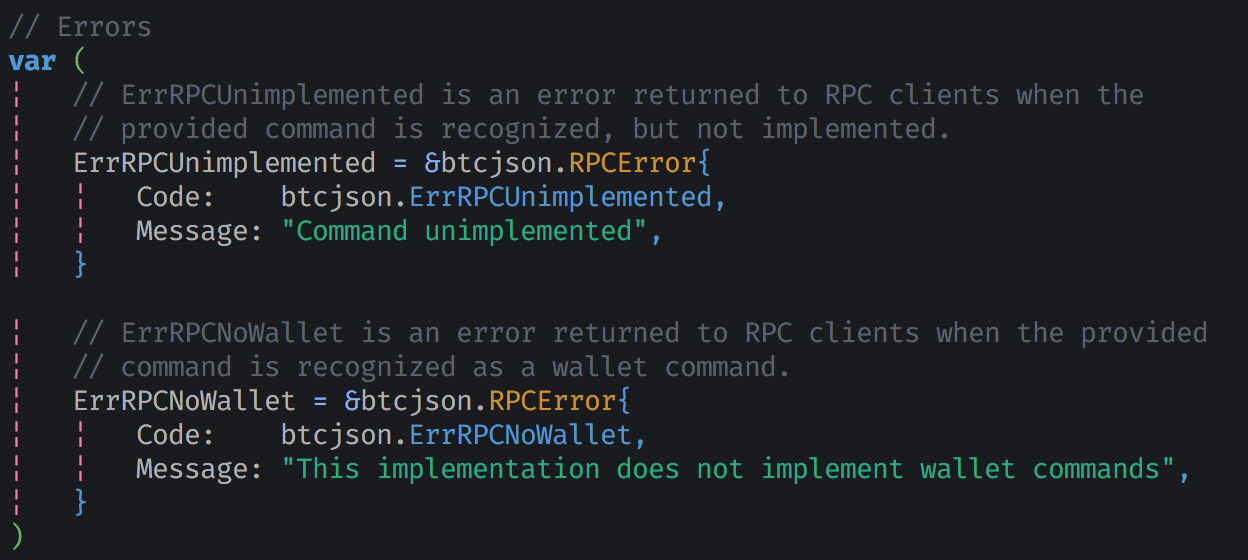 // Errors
var (
    // ErrRPCUnimplemented is an error returned to RPC clients when the
    // provided command is recognized, but not implemented.
    ErrRPCUnimplemented = &btcjson.RPCError{
        Code:    btcjson.ErrRPCUnimplemented,
        Message: "Command unimplemented",
    }

    // ErrRPCNoWallet is an error returned to RPC clients when the provided
    // command is recognized as a wallet command.
    ErrRPCNoWallet = &btcjson.RPCError{
        Code:    btcjson.ErrRPCNoWallet,
        Message: "This implementation does not implement wallet commands",
    }
)